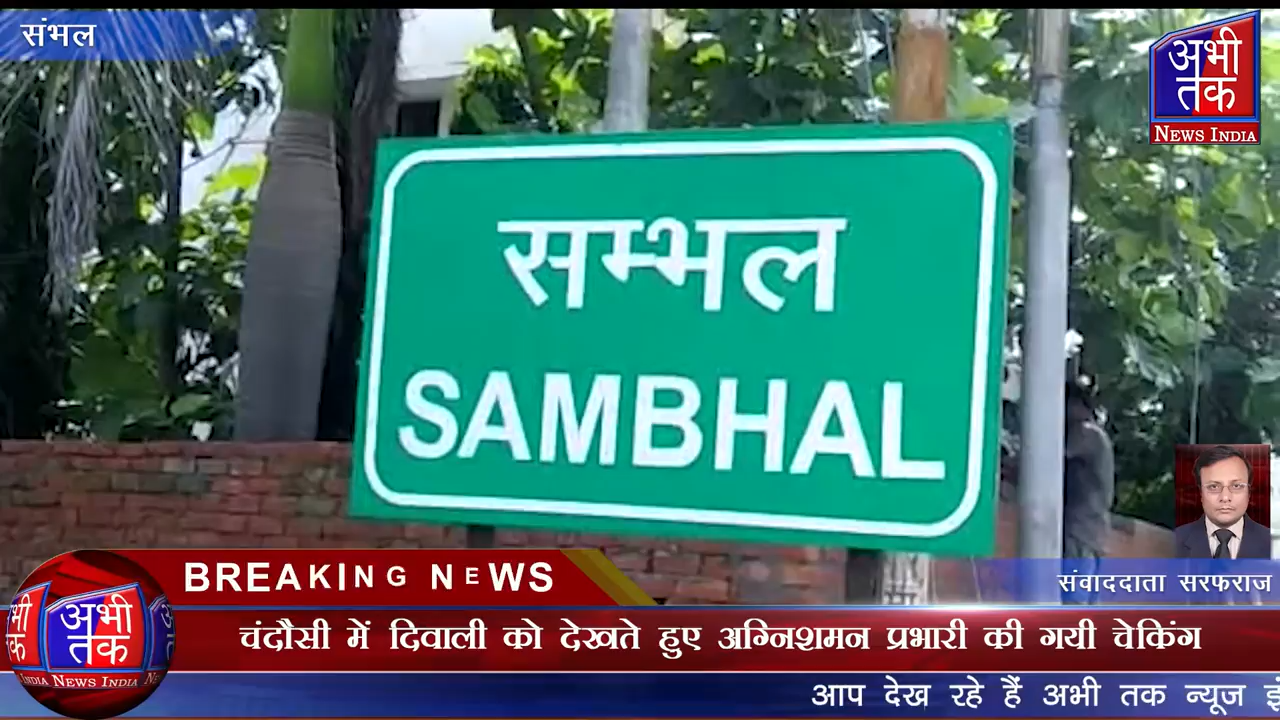 संभल
अभी
तक
NEWS INDIA
सम्भल
SAMBHAL
BREAKING NEWS
संवाददाता सरफराज
अभी
तक
INDIA NEWS INDIA NE
चंदौसी में दिवाली को देखते हुए अग्निशमन प्रभारी की गयी चेकिंग
आप देख रहे हैं अभी तक न्यूज इं